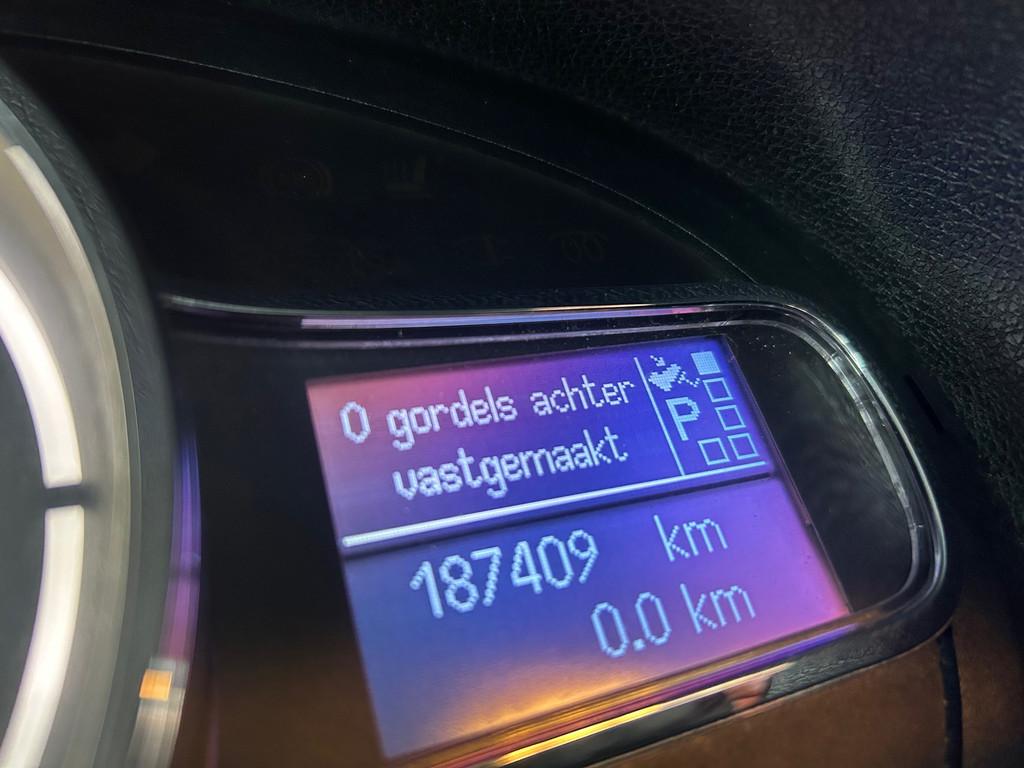 0 gordels achter
vastgemaakt
P
187409 km
0.0 km